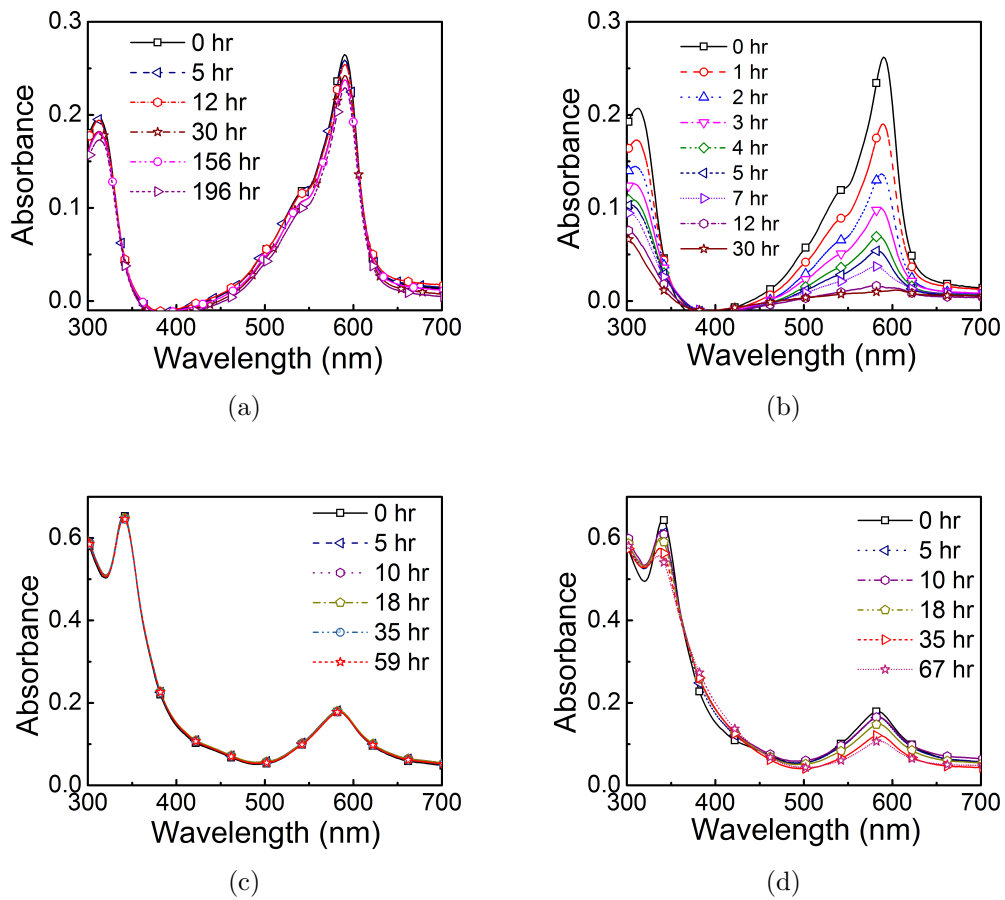 0.3
0.2
0.1
0.0
Absorbance
0 hr
5 hr
12 hr
30 hr
156 hr
196 hr
300 400 500 600 700
Wavelength (nm)
(a)
0.3
0.2
0.1
0.0
Absorbance
0 hr
1 hr
2 hr
3 hr
4 hr
5 hr
7 hr
12 hr
30 hr
300 400 500 600 700
Wavelength (nm)
(b)
0.6
0.4
0.2
0.0
Absorbance
0 hr
5 hr
10 hr
18 hr
35 hr
59 hr
300 400 500 600 700
Wavelength (nm)
(c)
0.6
0.4
0.2
0.0
Absorbance
0 hr
5 hr
10 hr
18 hr
35 hr
67 hr
300 400 500 600 700
Wavelength (nm)
(d)